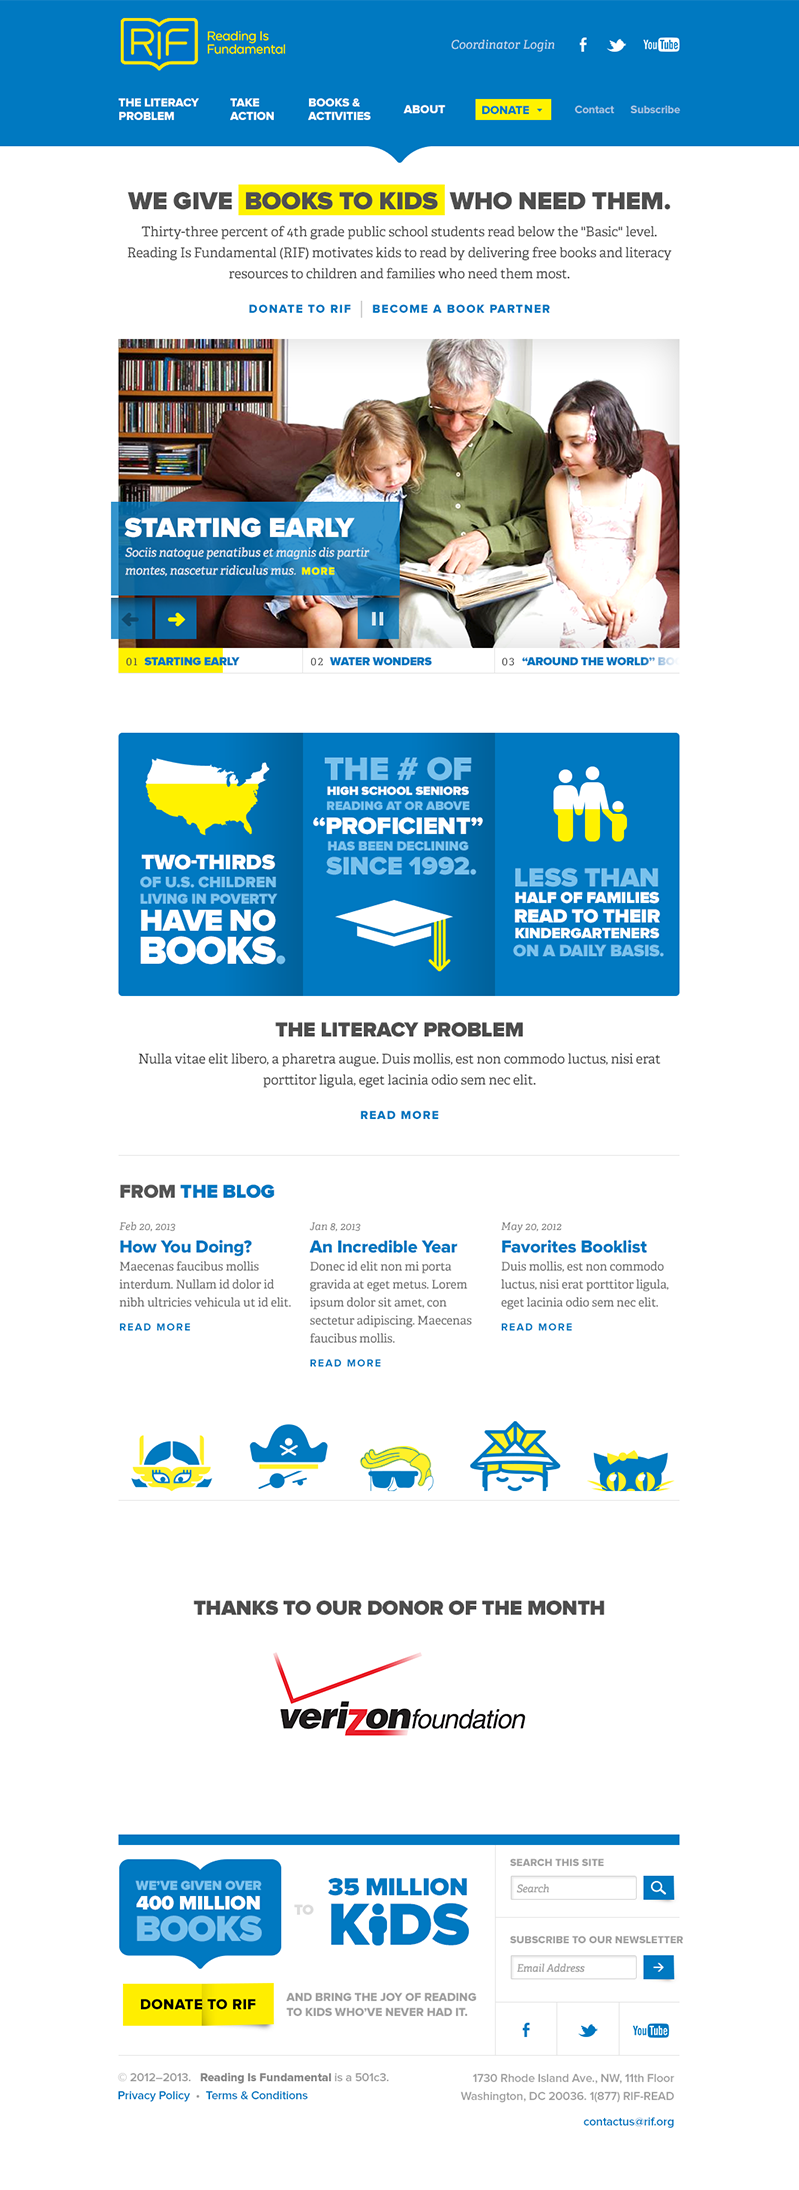 RIF Reading Is
Fundamental
Coordinator Login
You Tube
THE LITERACY
PROBLEM
TAKE
ACTION
BOOKS &
ACTIVITIES
ABOUT
DONATE
Contact
Subscribe
WE GIVE BOOKS TO KIDS WHO NEED THEM.
Thirty-three percent of 4th grade public school students read below the "Basic" level.
Reading Is Fundamental (RIF) motivates kids to read by delivering free books and literacy
resources to children and families who need them most.
DONATE TO RIF
BECOME A BOOK PARTNER
STARTING EARLY
Sociis natoque penatibus et magnis dis partir
montes, nascetur ridiculus mus. MORE
01 STARTING EARLY
02 WATER WONDERS
03 “AROUND THE WORLD” BO
TWO-THIRDS
OF U.S. CHILDREN
LIVING IN POVERTY
HAVE NO
BOOKS.
THE # OF
HIGH SCHOOL SENIORS
READING AT OR ABOVE
“PROFICIENT”
HAS BEEN DECLINING
SINCE 1992.
LESS THAN
HALF OF FAMILIES
READ TO THEIR
KINDERGARTENERS
ON A DAILY BASIS.
THE LITERACY PROBLEM
Nulla vitae elit libero, a pharetra augue. Duis mollis, est non commodo luctus, nisi erat
porttitor ligula, eget lacinia odio sem nec elit.
READ MORE
FROM THE BLOG
Feb 20, 2013
How You Doing?
Maecenas faucibus mollis
interdum. Nullam id dolor id
nibh ultricies vehicula ut id elit.
READ MORE
Jan 8, 2013
An Incredible Year
Donec id elit non mi porta
gravida at eget metus. Lorem
ipsum dolor sit amet, con
sectetur adipiscing. Maecenas
faucibus mollis.
READ MORE
May 20, 2012
Favorites Booklist
Duis mollis, est non commodo
luctus, nisi erat porttitor ligula,
eget lacinia odio sem nec elit.
READ MORE
THANKS TO OUR DONOR OF THE MONTH
verizonfoundation
WE'VE GIVEN OVER
400 MILLION
BOOKS
TO
35 MILLION
KiDS
DONATE TO RIF
AND BRING THE JOY OF READING
TO KIDS WHO'VE NEVER HAD IT.
SEARCH THIS SITE
Search
SUBSCRIBE TO OUR NEWSLETTER
Email Address
You Tube
© 2012–2013. Reading Is Fundamental is a 501c3.
Privacy Policy • Terms & Conditions
1730 Rhode Island Ave., NW, 11th Floor
Washington, DC 20036. 1(877) RIF-READ
contactus@rif.org